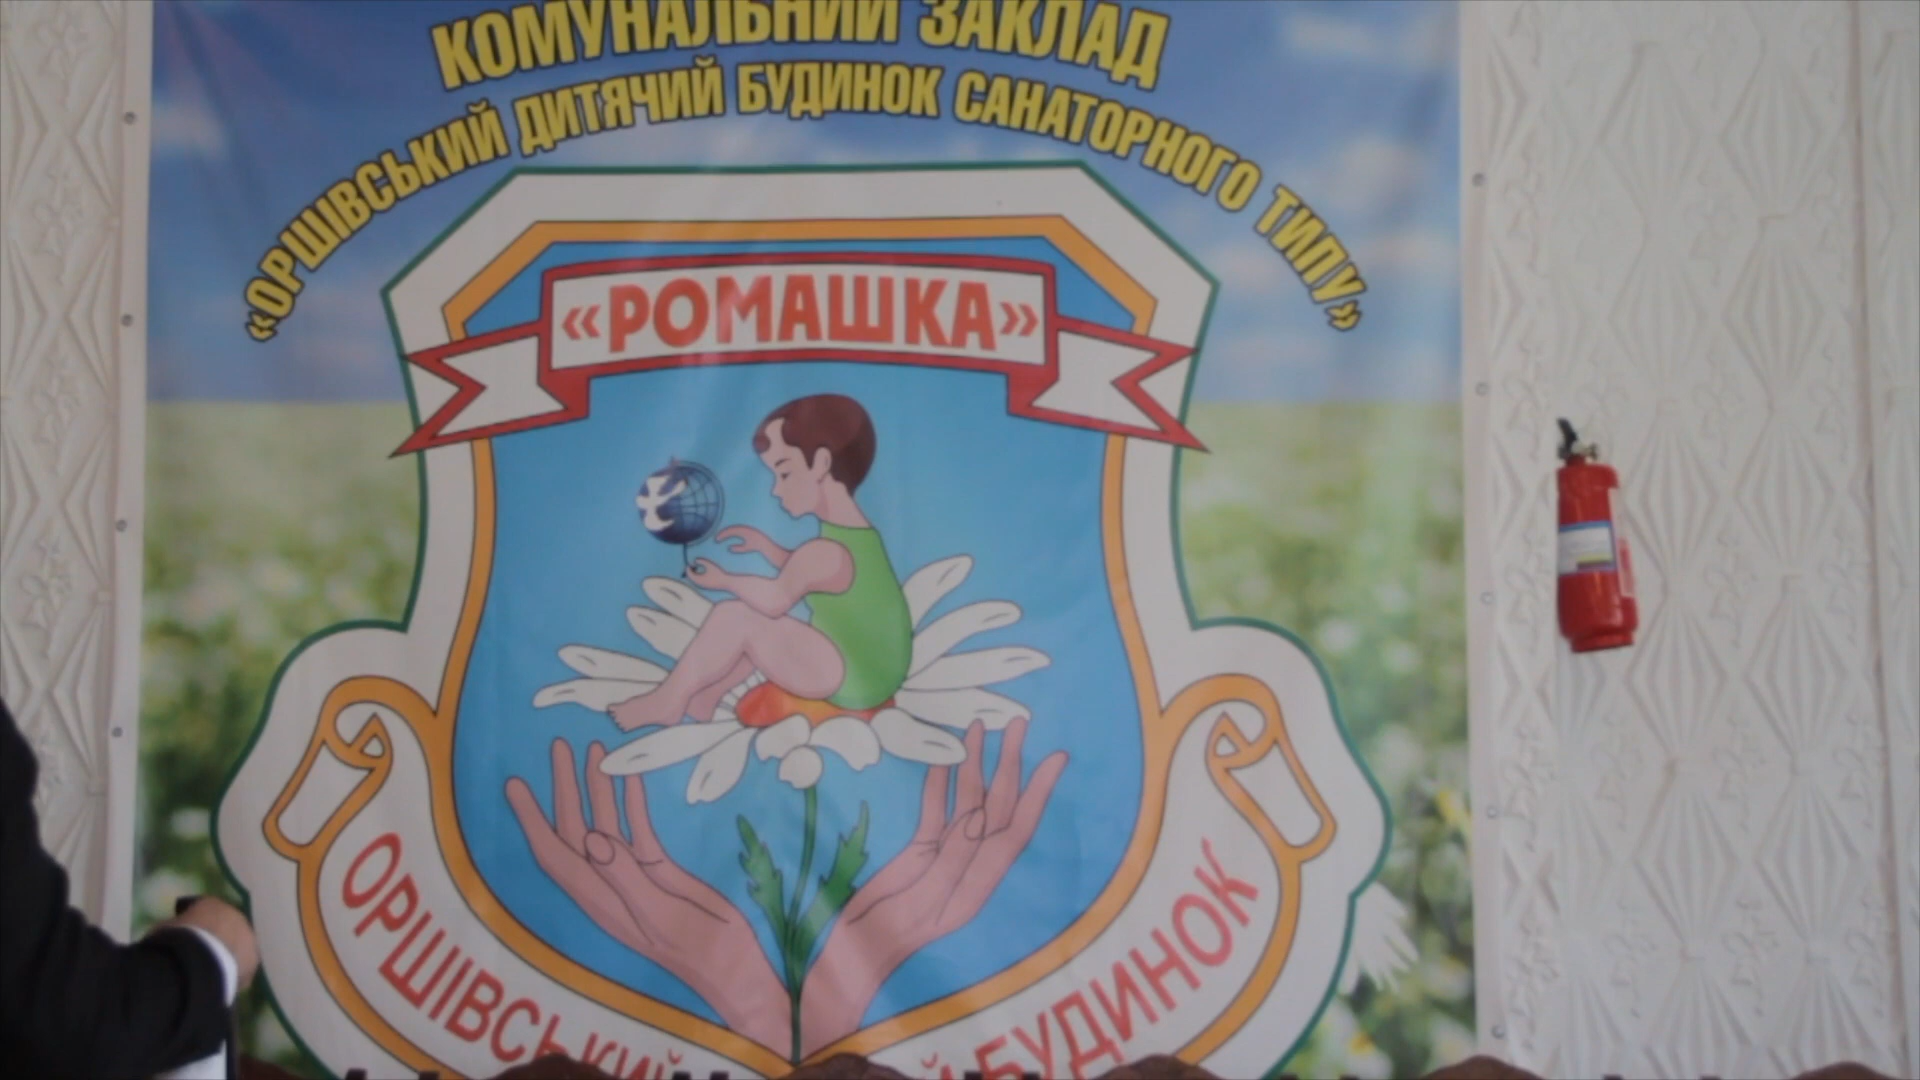 КОМУНАЛЬНИЙ ЗАКЛАД
«ОРШІВСЬКИЙ ДИТЯЧИЙ БУДИНОК САНАТОРНОГО ТИПУ»
«РОМАШКА»
ОРШІВСЬКИЙ БУДИНОК